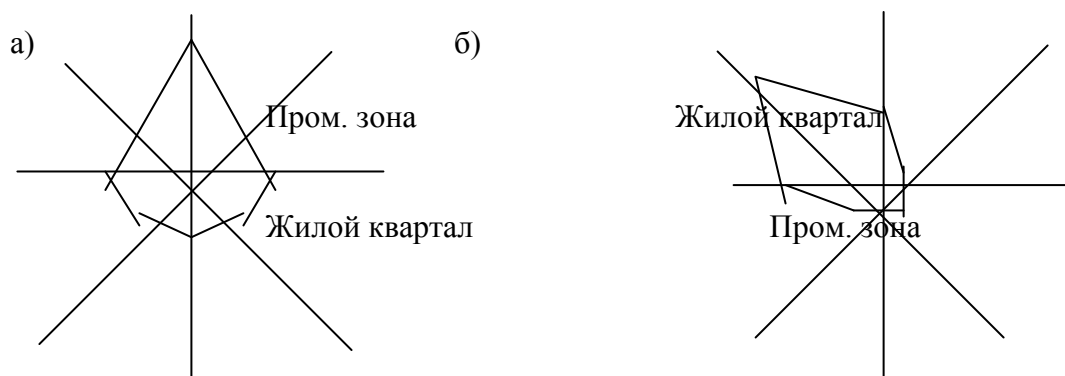 а)
Пром. зона
Жилой квартал
б)
Жилой квартал
Пром. зона